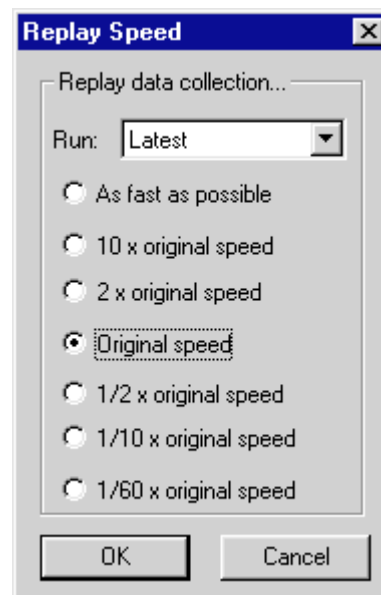 Replay Speed
Replay data collection...
Run: Latest
As fast as possible
10 x original speed
2 x original speed
Original speed
1/2 x original speed
1/10 x original speed
1/60 x original speed
OK Cancel